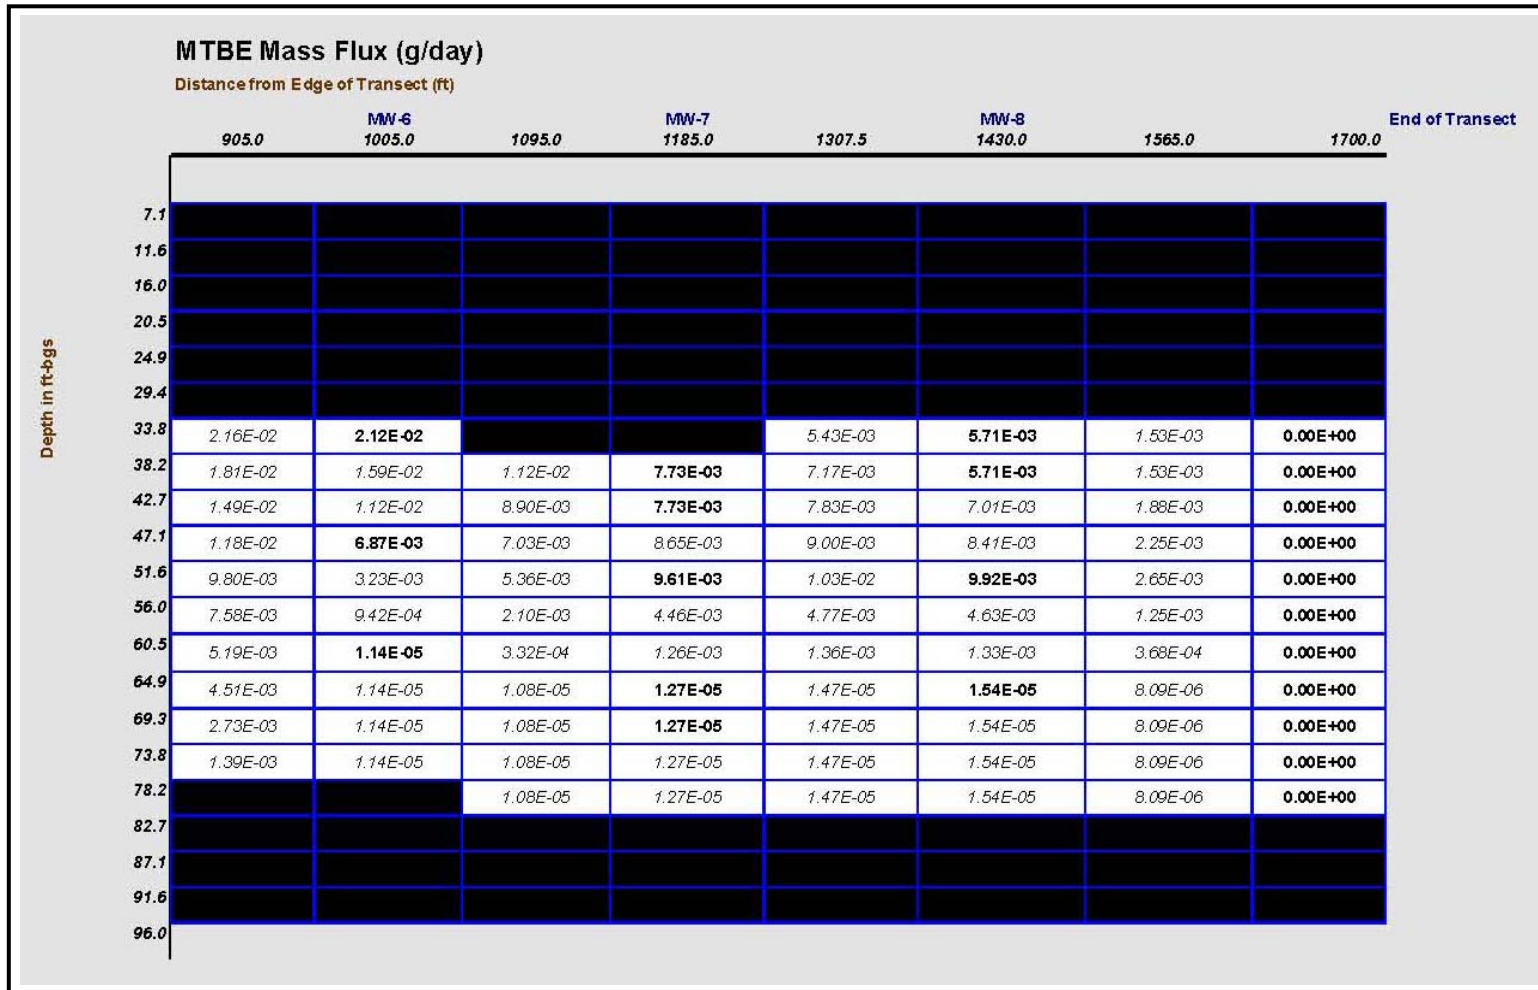 MTBE Mass Flux (g/day)
Distance from Edge of Transect (ft)
MW-6 MW-7 MW-8 End of Transect
905.0 1005.0 1095.0 1185.0 1307.5 1430.0 1565.0 1700.0
Depth in ft-bgs
7.1
11.6
16.0
20.5
24.9
29.4
33.8
2.16E-02 2.12E-02 5.43E-03 5.71E-03 1.53E-03 0.00E+00
38.2
1.81E-02 1.59E-02 1.12E-02 7.73E-03 7.17E-03 5.71E-03 1.53E-03 0.00E+00
42.7
1.49E-02 1.12E-02 8.90E-03 7.73E-03 7.83E-03 7.01E-03 1.88E-03 0.00E+00
47.1
1.18E-02 6.87E-03 7.03E-03 8.65E-03 9.00E-03 8.41E-03 2.25E-03 0.00E+00
51.6
9.80E-03 3.23E-03 5.36E-03 9.61E-03 1.03E-02 9.92E-03 2.65E-03 0.00E+00
56.0
7.58E-03 9.42E-04 2.10E-03 4.46E-03 4.77E-03 4.63E-03 1.25E-03 0.00E+00
60.5
5.19E-03 1.14E-05 3.32E-04 1.26E-03 1.36E-03 1.33E-03 3.68E-04 0.00E+00
64.9
4.51E-03 1.14E-05 1.08E-05 1.27E-05 1.47E-05 1.54E-05 8.09E-06 0.00E+00
69.3
2.73E-03 1.14E-05 1.08E-05 1.27E-05 1.47E-05 1.54E-05 8.09E-06 0.00E+00
73.8
1.39E-03 1.14E-05 1.08E-05 1.27E-05 1.47E-05 1.54E-05 8.09E-06 0.00E+00
78.2
1.08E-05 1.27E-05 1.47E-05 1.54E-05 8.09E-06 0.00E+00
82.7
87.1
91.6
96.0